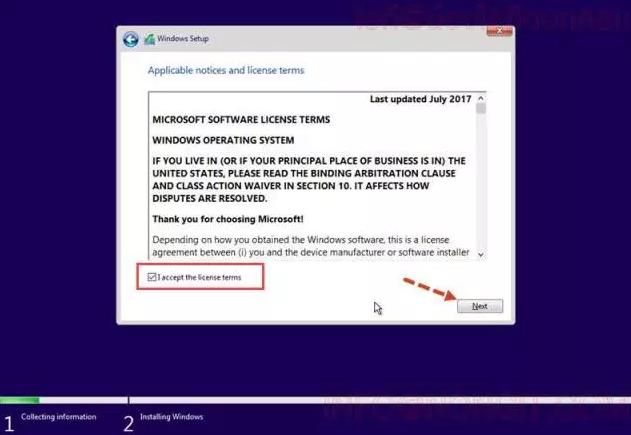 Windows Setup
Applicable notices and license terms
Last updated July 2017
MICROSOFT SOFTWARE LICENSE TERMS
WINDOWS OPERATING SYSTEM
IF YOU LIVE IN (OR IF YOUR PRINCIPAL PLACE OF BUSINESS IS IN) THE
UNITED STATES, PLEASE READ THE BINDING ARBITRATION CLAUSE
AND CLASS ACTION WAIVER IN SECTION 10. IT AFFECTS HOW
DISPUTES ARE RESOLVED.
Thank you for choosing Microsoft!
Depending on how you obtained the Windows software, this is a license
agreement between (i) you and the device manufacturer or software installer
I accept the license terms
Next
1 Collecting information
2 Installing Windows